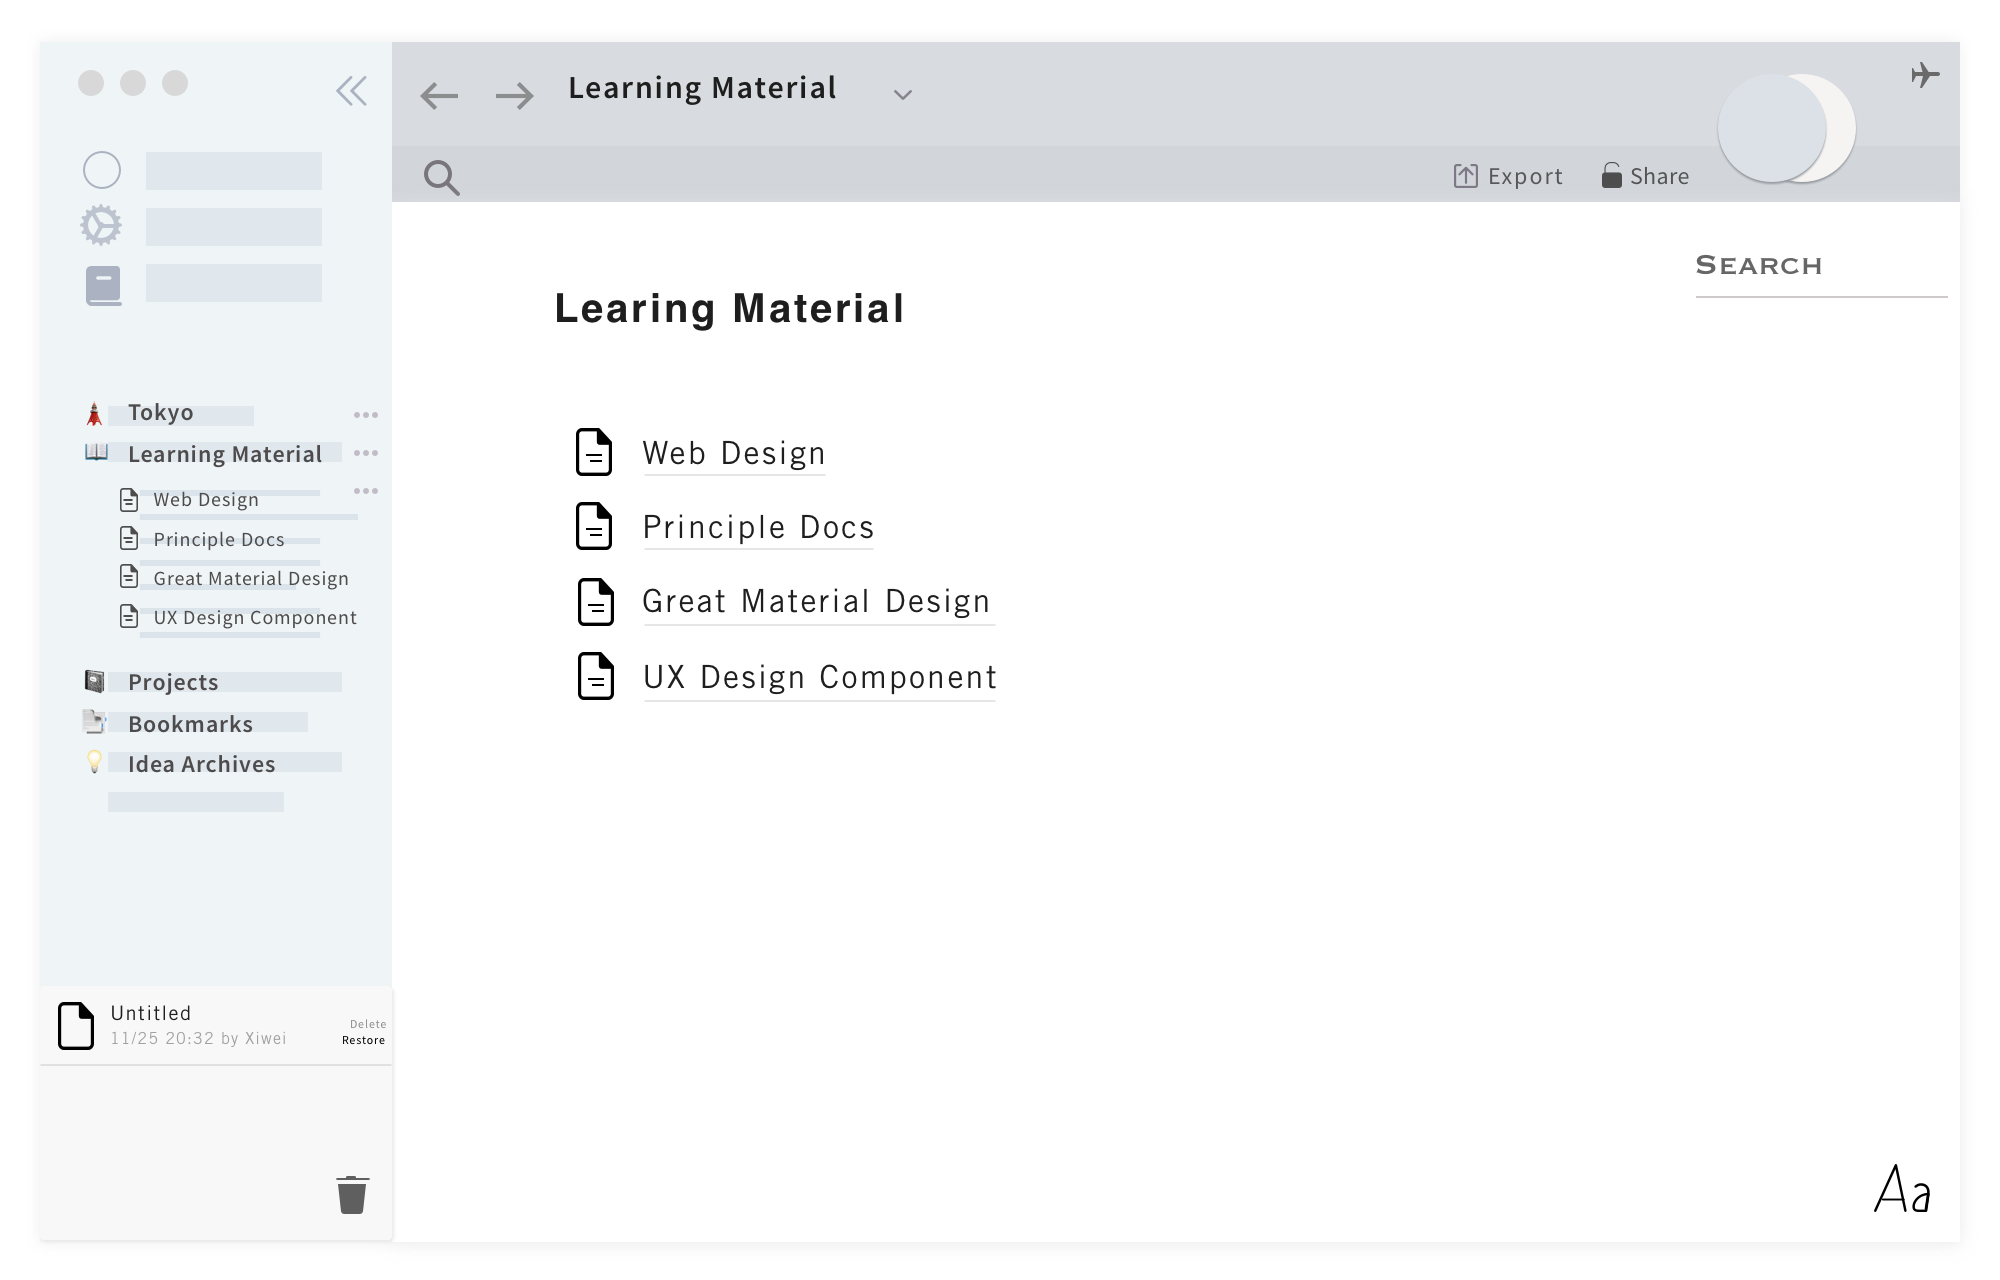 Learning Material
Export
Share
SEARCH
Tokyo
Learning Material
Web Design
Principle Docs
Great Material Design
UX Design Component
Projects
Bookmarks
Idea Archives
Untitled
11/25 20:32 by Xiwei
Delete
Restore
Learing Material
Web Design
Principle Docs
Great Material Design
UX Design Component
Aa